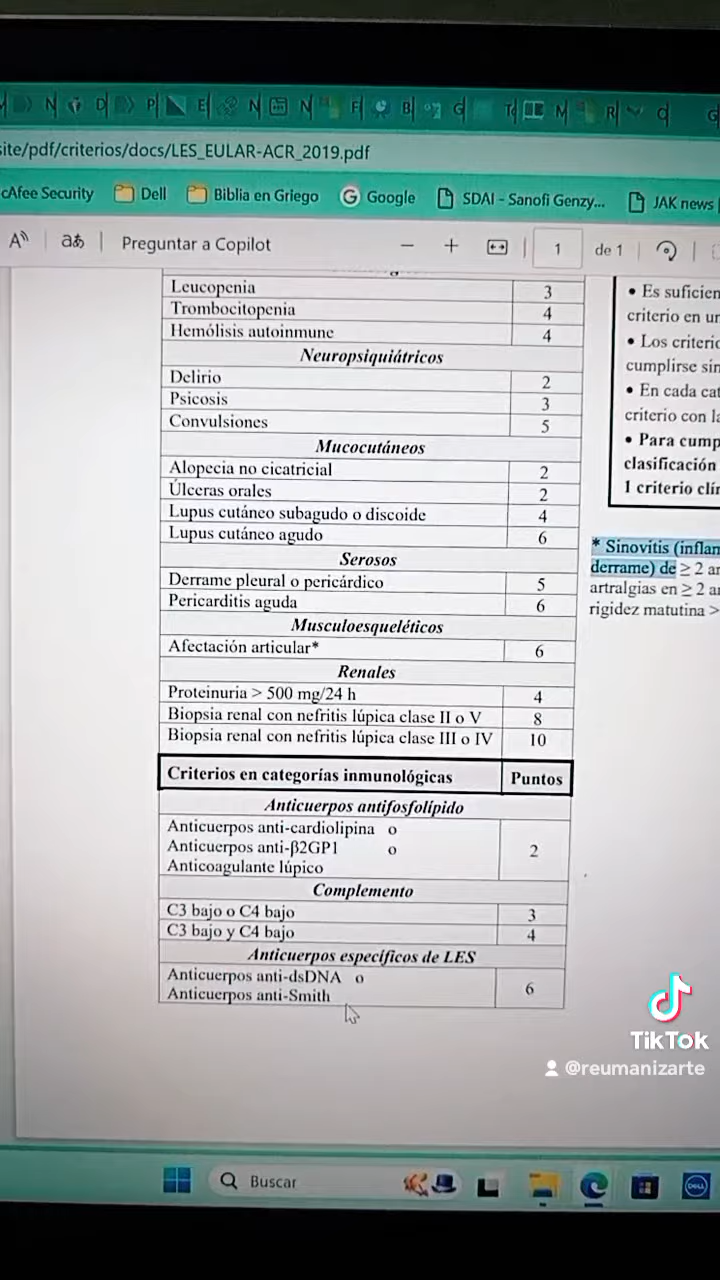 site/pdf/criterios/docs/LES_EULAR-ACR_2019.pdf
cAfee Security Dell Biblia en Griego Google SDAI - Sanofi Genzy... JAK news
Preguntar a Copilot 1 de 1
Leucopenia 3
Trombocitopenia 4
Hemólisis autoinmune 4
Neuropsiquiátricos
Delirio 2
Psicosis 3
Convulsiones 5
Mucocutáneos
Alopecia no cicatricial 2
Úlceras orales 2
Lupus cutáneo subagudo o discoide 4
Lupus cutáneo agudo 6
Serosos
Derrame pleural o pericárdico 5
Pericarditis aguda 6
Musculoesqueléticos
Afectación articular* 6
Renales
Proteinuria > 500 mg/24 h 4
Biopsia renal con nefritis lúpica clase II o V 8
Biopsia renal con nefritis lúpica clase III o IV 10
Criterios en categorías inmunológicas Puntos
Anticuerpos antifosfolípido
Anticuerpos anti-cardiolipina o
Anticuerpos anti-β2GP1 o
Anticoagulante lúpico
2
Complemento
C3 bajo o C4 bajo 3
C3 bajo y C4 bajo 4
Anticuerpos específicos de LES
Anticuerpos anti-dsDNA o
Anticuerpos anti-Smith
6
• Es suficien
criterio en un
• Los criterio
cumplirse sin
• En cada cat
criterio con la
• Para cump
clasificación
1 criterio clín
* Sinovitis (inflan
derrame) de ≥ 2 ar
artralgias en ≥ 2 ar
rigidez matutina >
TikTok
@reumanizarte
Buscar
DELL